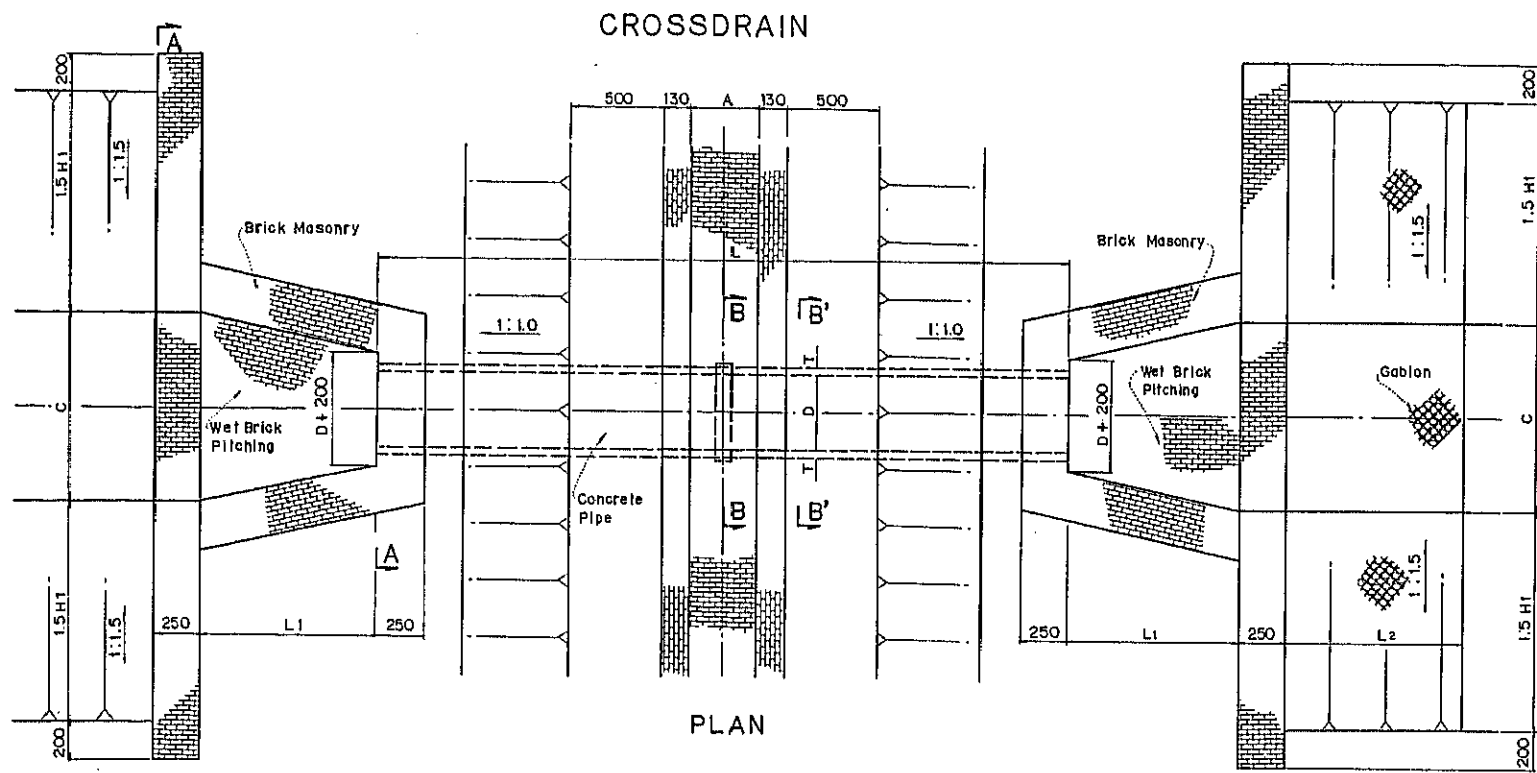 CROSSDRAIN
A
200
1.5 H1
1:1.5
C
1.5 H1
1:1.5
200
Brick Masonry
Wet Brick
Pitching
D+200
A
250
L1
250
500
130
A
130
500
L
B
B'
1:1.0
1:1.0
T
D
T
Concrete
Pipe
B
B'
Brick Masonry
Wet Brick
Pitching
D+200
Gabion
250
L1
250
L2
200
1.5 H1
1:1.5
C
1:1.5
1.5 H1
200
PLAN